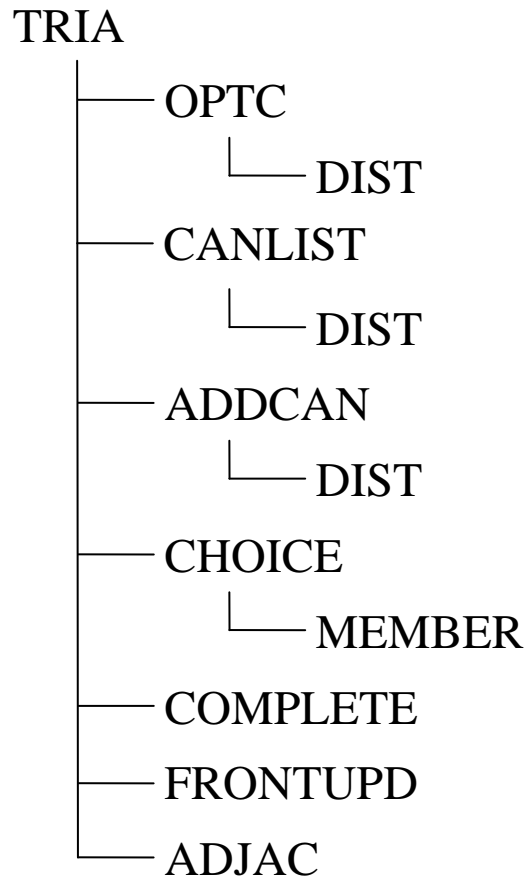 TRIA
OPTC
DIST
CANLIST
DIST
ADDCAN
DIST
CHOICE
MEMBER
COMPLETE
FRONTUPD
ADJAC